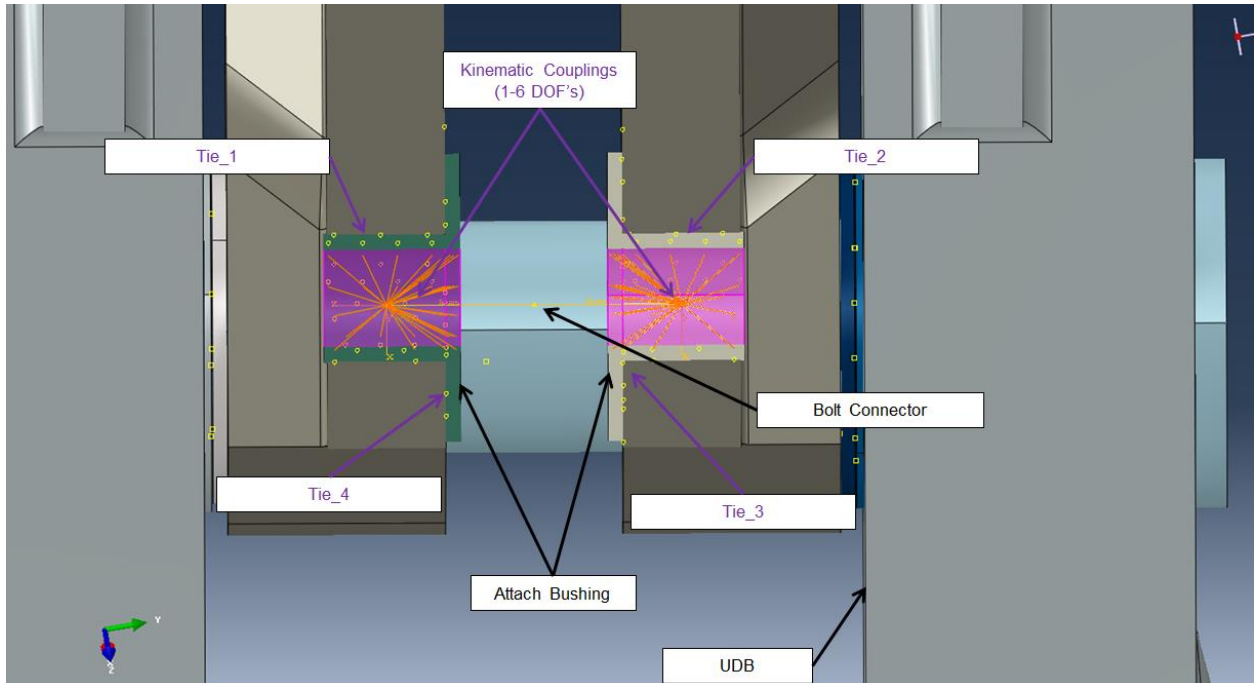 Kinematic Couplings
(1-6 DOF's)
Tie_1
Tie_2
Bolt Connector
Tie_4
Tie_3
Attach Bushing
UDB
Y
Z